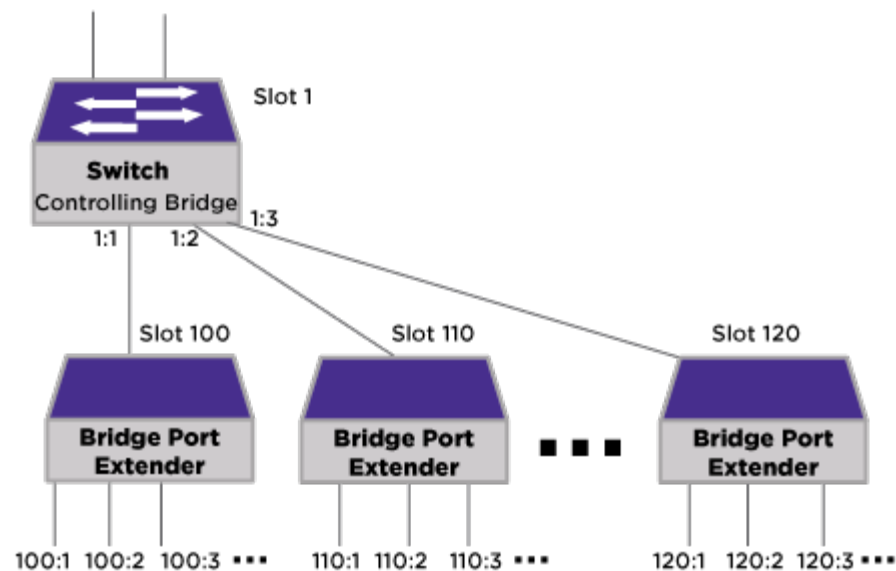 Slot 1
Switch
Controlling Bridge
1:1
1:2
1:3
Slot 100
Slot 110
Slot 120
Bridge Port
Extender
Bridge Port
Extender
Bridge Port
Extender
100:1 100:2 100:3
110:1 110:2 110:3
120:1 120:2 120:3